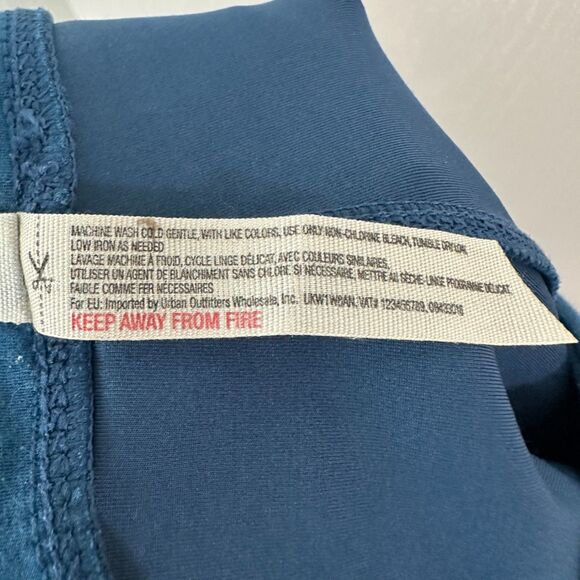 MACHINE WASH COLD GENTLE, WITH LIKE COLORS, USE ONLY NON-CHLORINE BLEACH, TUMBLE DRY LOW,
LOW IRON AS NEEDED
LAVAGE MACHINE À FROID, CYCLE LINGE DÉLICAT, AVEC COULEURS SIMILAIRES,
UTILISER UN AGENT DE BLANCHIMENT SANS CHLORE SI NÉCESSAIRE, METTRE AU SÈCHE-LINGE PROGRAMME DÉLICAT,
FAIBLE COMME FER NÉCESSAIRES
For EU: Imported by Urban Outfitters Wholesale, Inc. UKW1W8AN, VAT# 123456789,
KEEP AWAY FROM FIRE